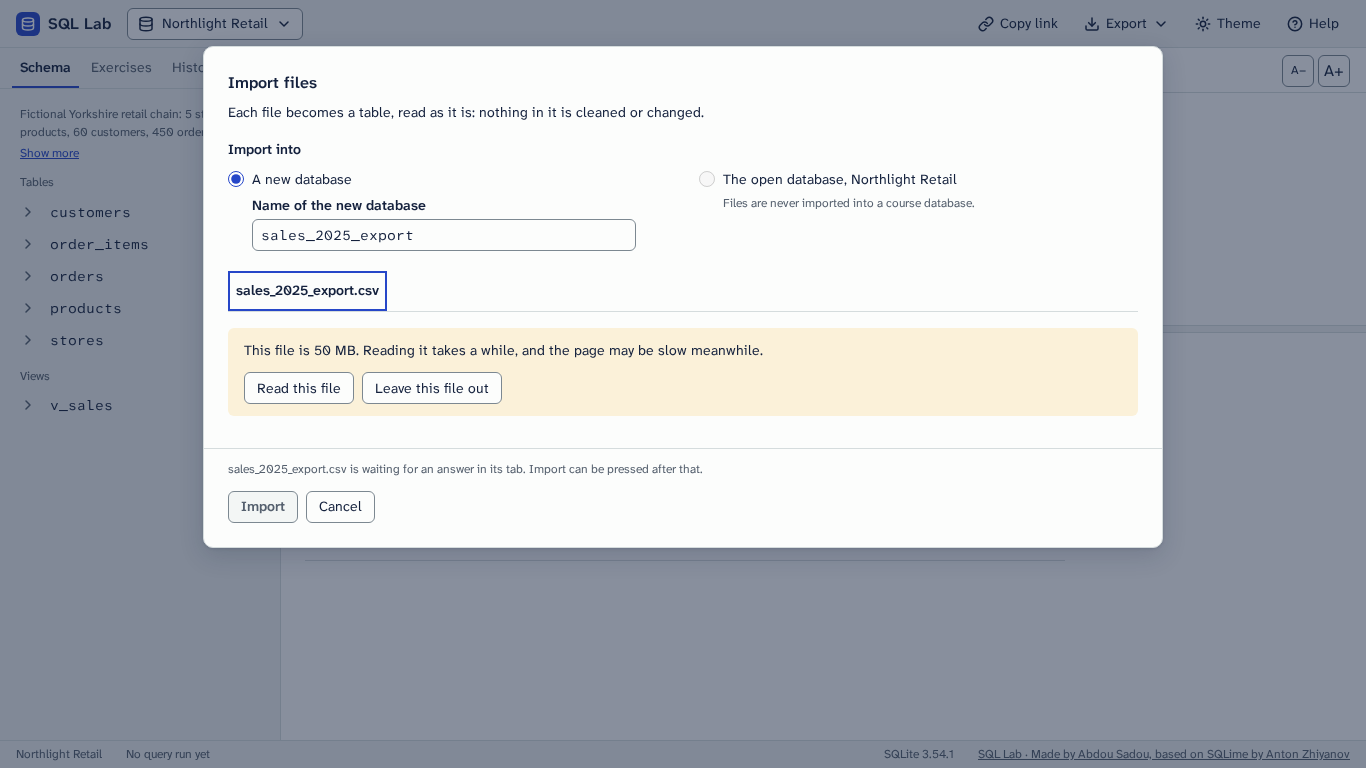 SQL Lab
Northlight Retail
Copy link
Export
Theme
Help
Schema
Exercises
Histo
A−
A+
Import files
Each file becomes a table, read as it is: nothing in it is cleaned or changed.
Import into
A new database
Name of the new database
sales_2025_export
The open database, Northlight Retail
Files are never imported into a course database.
sales_2025_export.csv
This file is 50 MB. Reading it takes a while, and the page may be slow meanwhile.
Read this file
Leave this file out
sales_2025_export.csv is waiting for an answer in its tab. Import can be pressed after that.
Import
Cancel
Fictional Yorkshire retail chain: 5 st
products, 60 customers, 450 order
Show more
Tables
customers
order_items
orders
products
stores
Views
v_sales
Northlight Retail
No query run yet
SQLite 3.54.1
SQL Lab · Made by Abdou Sadou, based on SQLime by Anton Zhiyanov